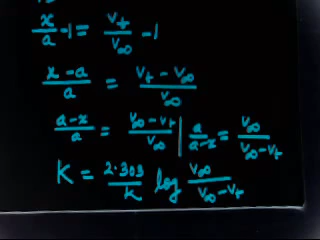 x/a - 1 = V_t/V_∞ - 1
(x - a)/a = (V_t - V_∞)/V_∞
(a - x)/a = (V_∞ - V_t)/V_∞ | a/(a - x) = V_∞/(V_∞ - V_t)
K = 2.303/K log V_∞/(V_∞ - V_t)